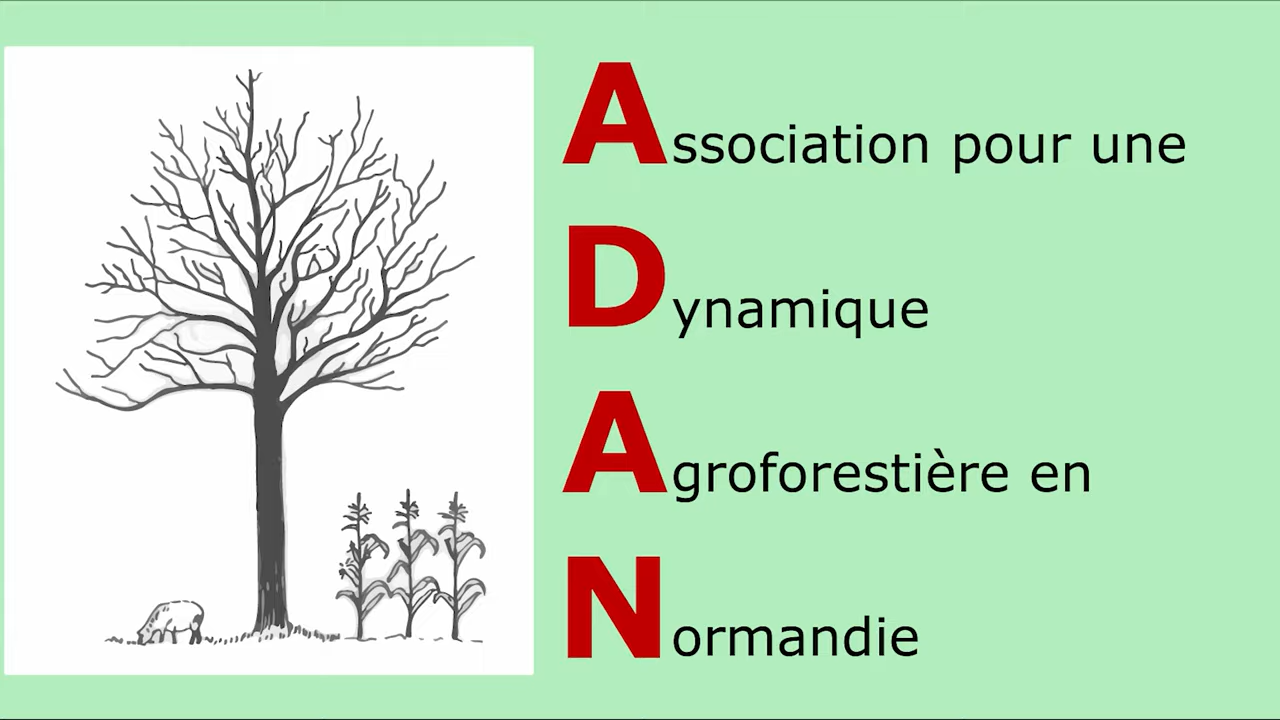 Association pour une
Dynamique
Agroforestière en
Normandie